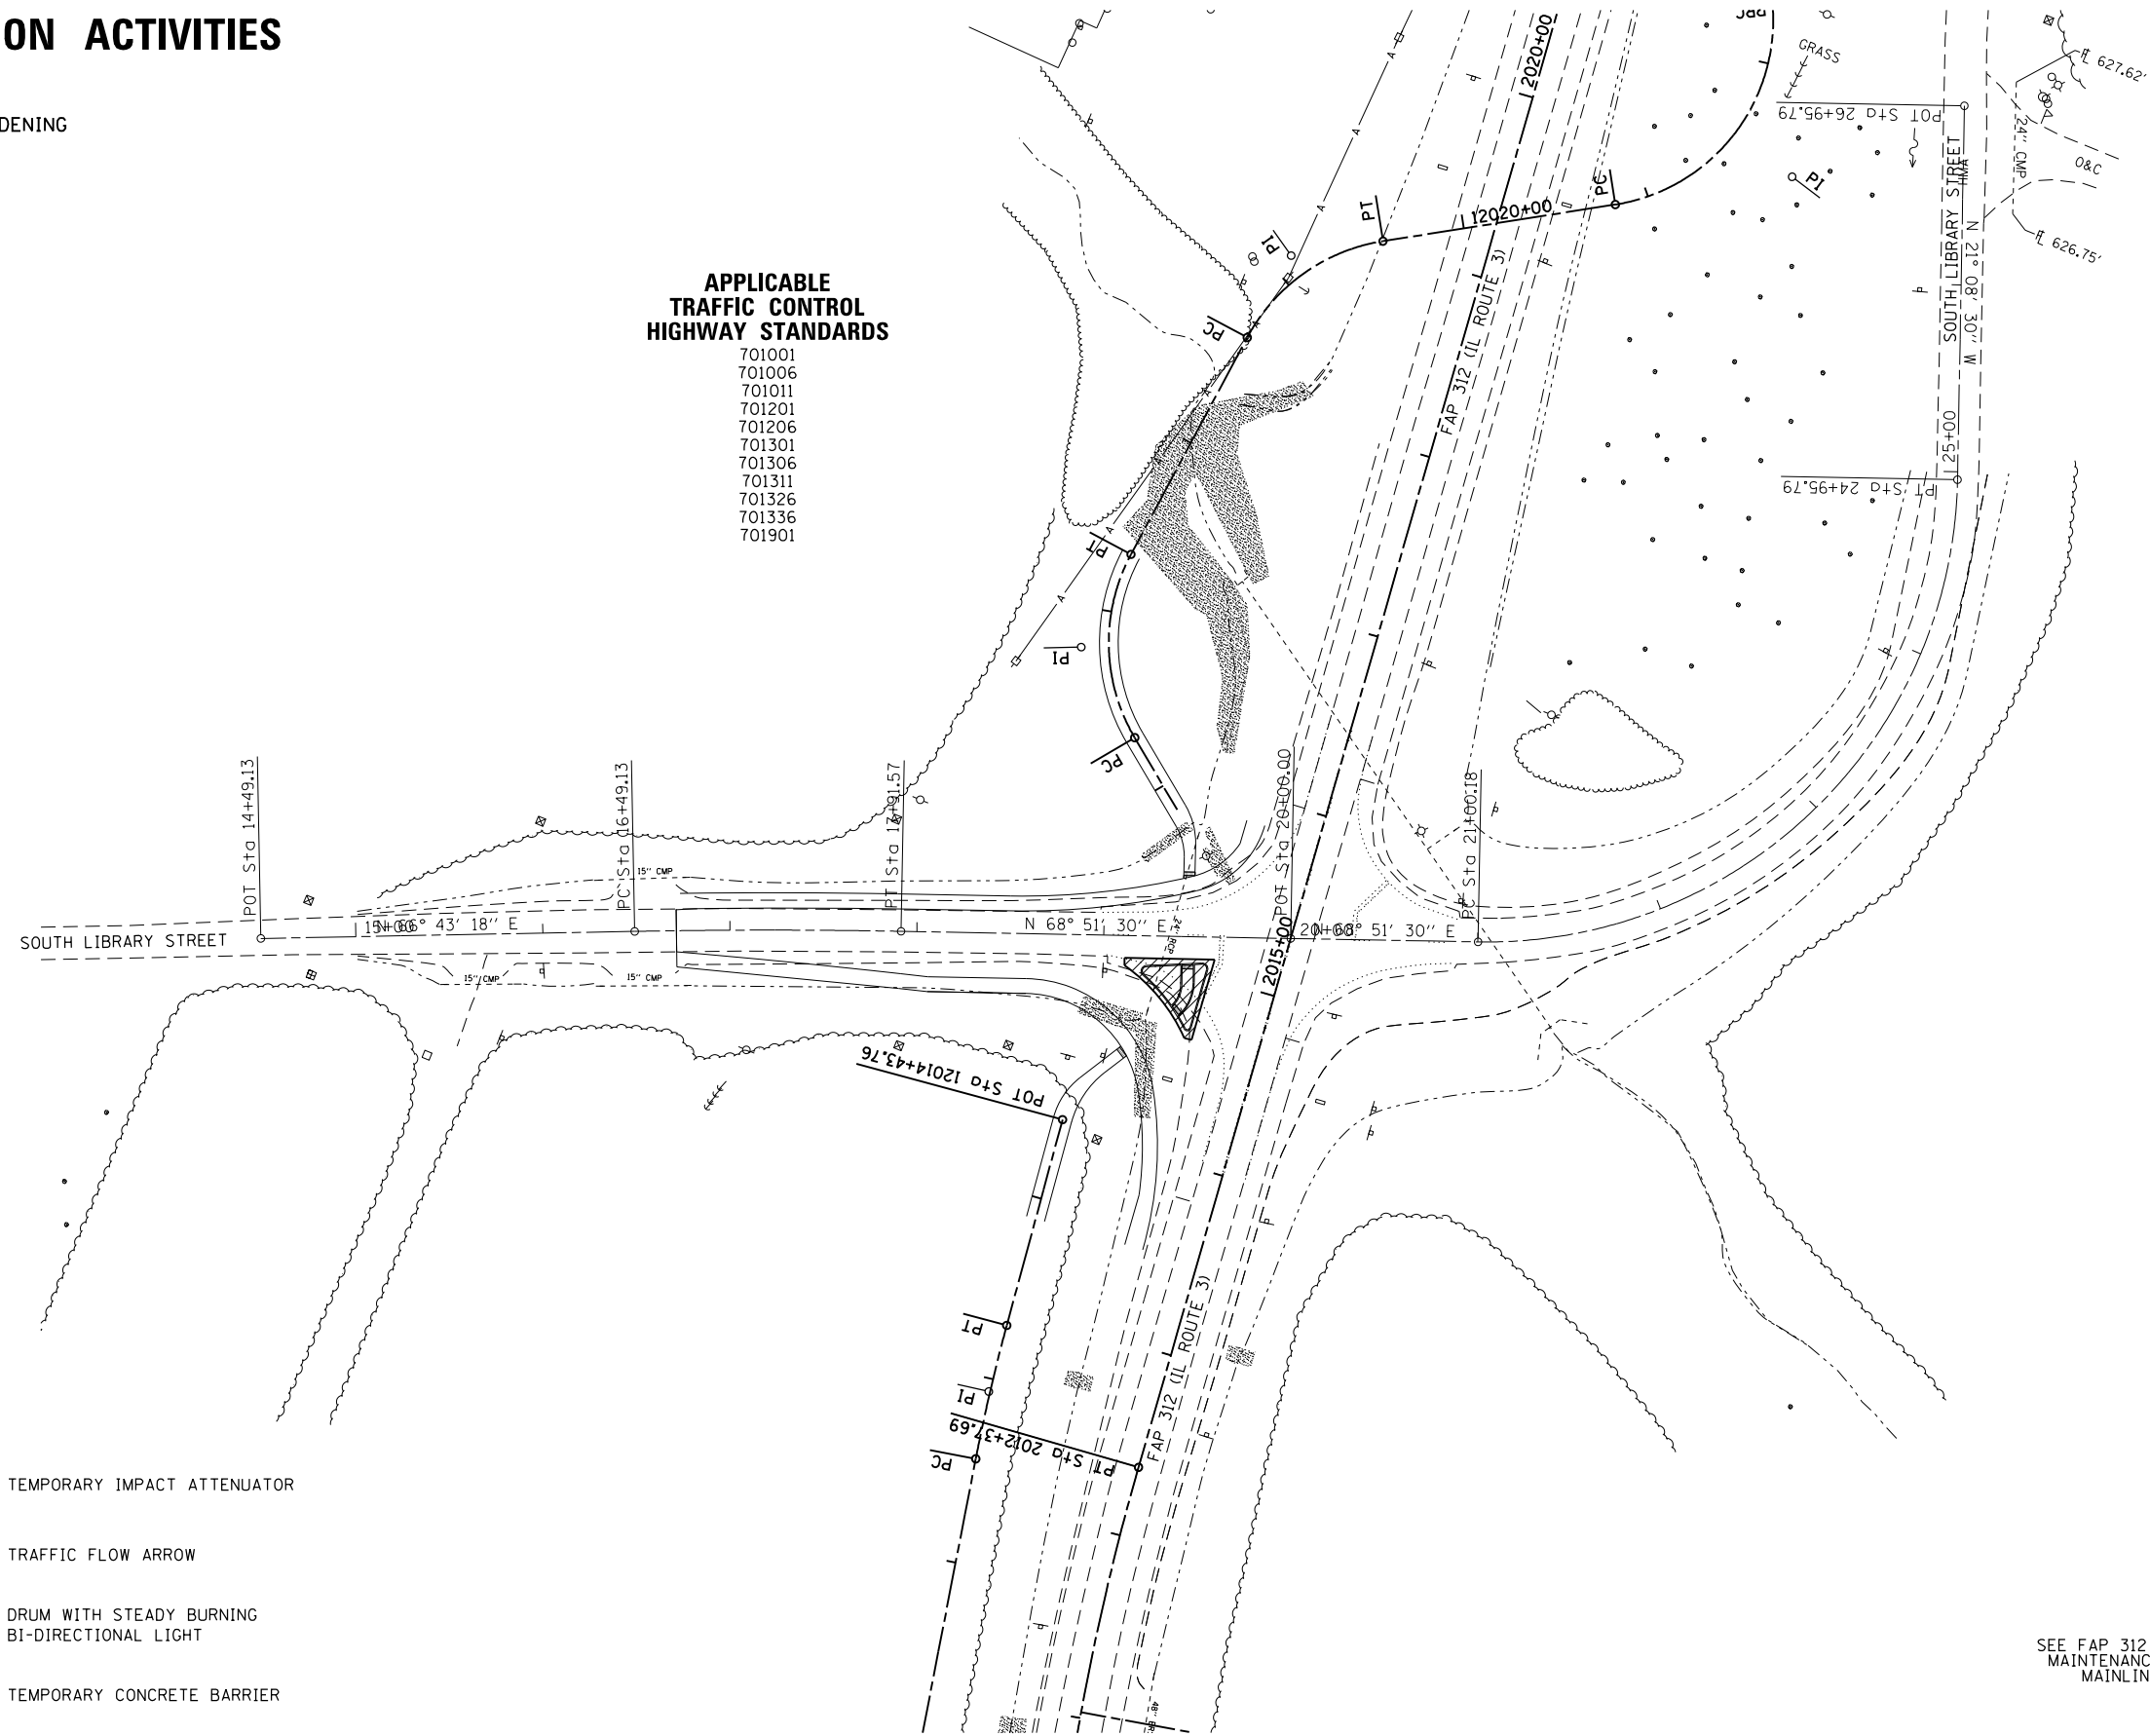 ON ACTIVITIES
DENING
APPLICABLE
TRAFFIC CONTROL
HIGHWAY STANDARDS
701001
701006
701011
701201
701206
701301
701306
701311
701326
701336
701901
2020+00
GRASS
℄ 627.62'
POT Sta 26+95.79
24" CMP
O&C
SOUTH LIBRARY STREET
HMA
N 21° 08' 30" W
℄ 626.75'
PI
PC
12020+00
PT
PI
PC
FAP 312 (IL ROUTE 3)
25+00
PT Sta 24+95.79
A
A
A
A
A
A
A
PT
PI
PC
POT Sta 14+49.13
PC Sta 16+49.13
PT Sta 17+91.57
POT Sta 20+00.00
PC Sta 21+00.18
15" CMP
SOUTH LIBRARY STREET
15+00
N 66° 43' 18" E
N 68° 51' 30" E
20+00
N 68° 51' 30" E
24" RCP
2015+00
15" CMP
15" CMP
POT Sta 12014+43.76
PT
PI
PT Sta 2012+37.69
PC
FAP 312 (IL ROUTE 3)
TEMPORARY IMPACT ATTENUATOR
TRAFFIC FLOW ARROW
DRUM WITH STEADY BURNING
BI-DIRECTIONAL LIGHT
TEMPORARY CONCRETE BARRIER
SEE FAP 312
MAINTENANC
MAINLIN